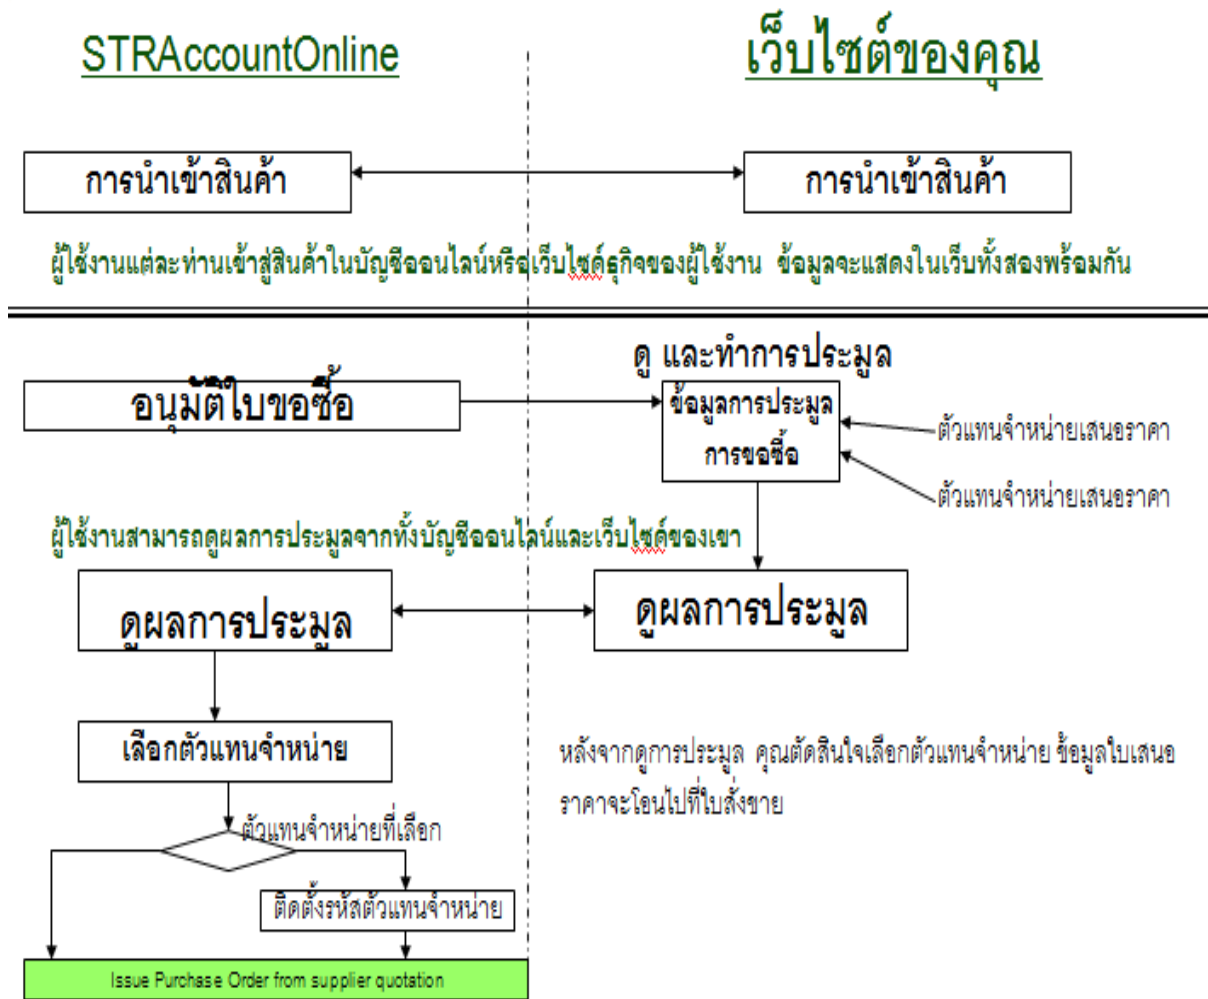 STRAccountOnline
เว็บไซต์ของคุณ
การนำเข้าสินค้า
การนำเข้าสินค้า
ผู้ใช้งานแต่ละท่านเข้าสู่สินค้าในบัญชีออนไลน์หรือเว็บไซด์ธุกิจของผู้ใช้งาน ข้อมูลจะแสดงในเว็บทั้งสองพร้อมกัน
ดู และทำการประมูล
อนุมัติใบขอซื้อ
ข้อมูลการประมูล
การขอซื้อ
ตัวแทนจำหน่ายเสนอราคา
ตัวแทนจำหน่ายเสนอราคา
ผู้ใช้งานสามารถดูผลการประมูลจากทั้งบัญชีออนไลน์และเว็บไซด์ของเขา
ดูผลการประมูล
ดูผลการประมูล
เลือกตัวแทนจำหน่าย
หลังจากดูการประมูล คุณตัดสินใจเลือกตัวแทนจำหน่าย ข้อมูลใบเสนอ
ราคาจะโอนไปที่ใบสั่งขาย
ตัวแทนจำหน่ายที่เลือก
ติดตั้งรหัสตัวแทนจำหน่าย
Issue Purchase Order from supplier quotation